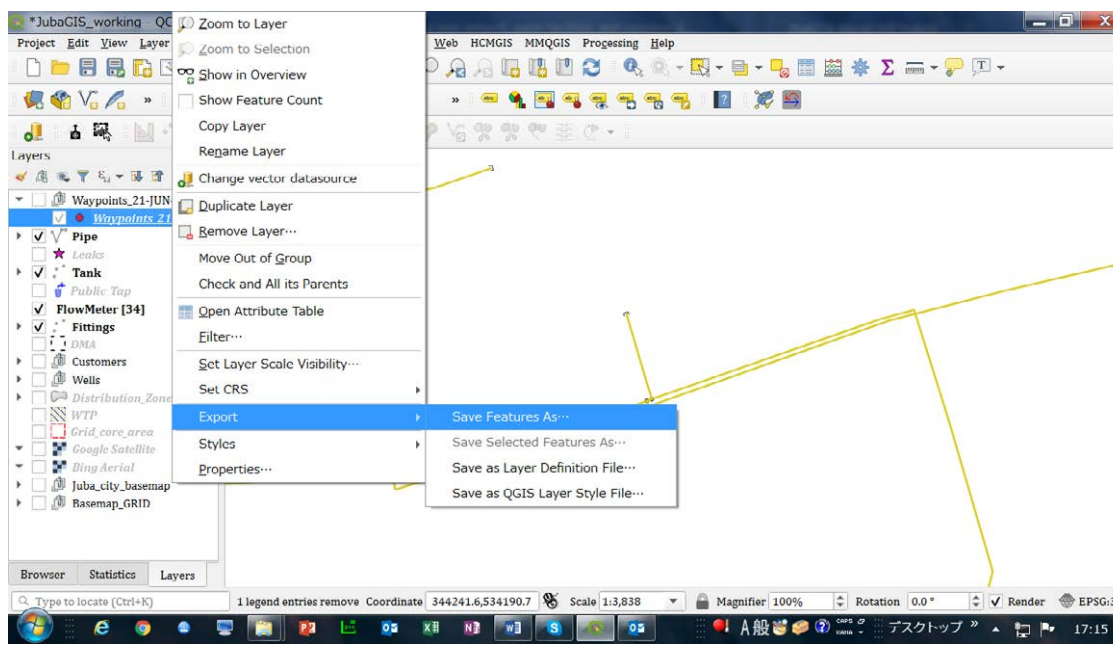 *JubaGIS_working QG
Project Edit View Layer
Web HCMGIS MMQGIS Processing Help
Zoom to Layer
Zoom to Selection
Show in Overview
Show Feature Count
Copy Layer
Rename Layer
Change vector datasource
Duplicate Layer
Remove Layer…
Move Out of Group
Check and All its Parents
Open Attribute Table
Filter…
Set Layer Scale Visibility…
Set CRS
Export
Styles
Properties…
Save Features As…
Save Selected Features As…
Save as Layer Definition File…
Save as QGIS Layer Style File…
Layers
Waypoints_21-JUN-
Waypoints_21
Pipe
Leaks
Tank
Public Tap
FlowMeter [34]
Fittings
DMA
Customers
Wells
Distribution_Zone
WTP
Grid_core_area
Google Satellite
Bing Aerial
Juba_city_basemap
Basemap_GRID
Browser Statistics Layers
Type to locate (Ctrl+K) 1 legend entries remove Coordinate 344241.6,534190.7 Scale 1:3,838 Magnifier 100% Rotation 0.0 ° Render EPSG:
A 般 CAPS KANA デスクトップ » 17:15